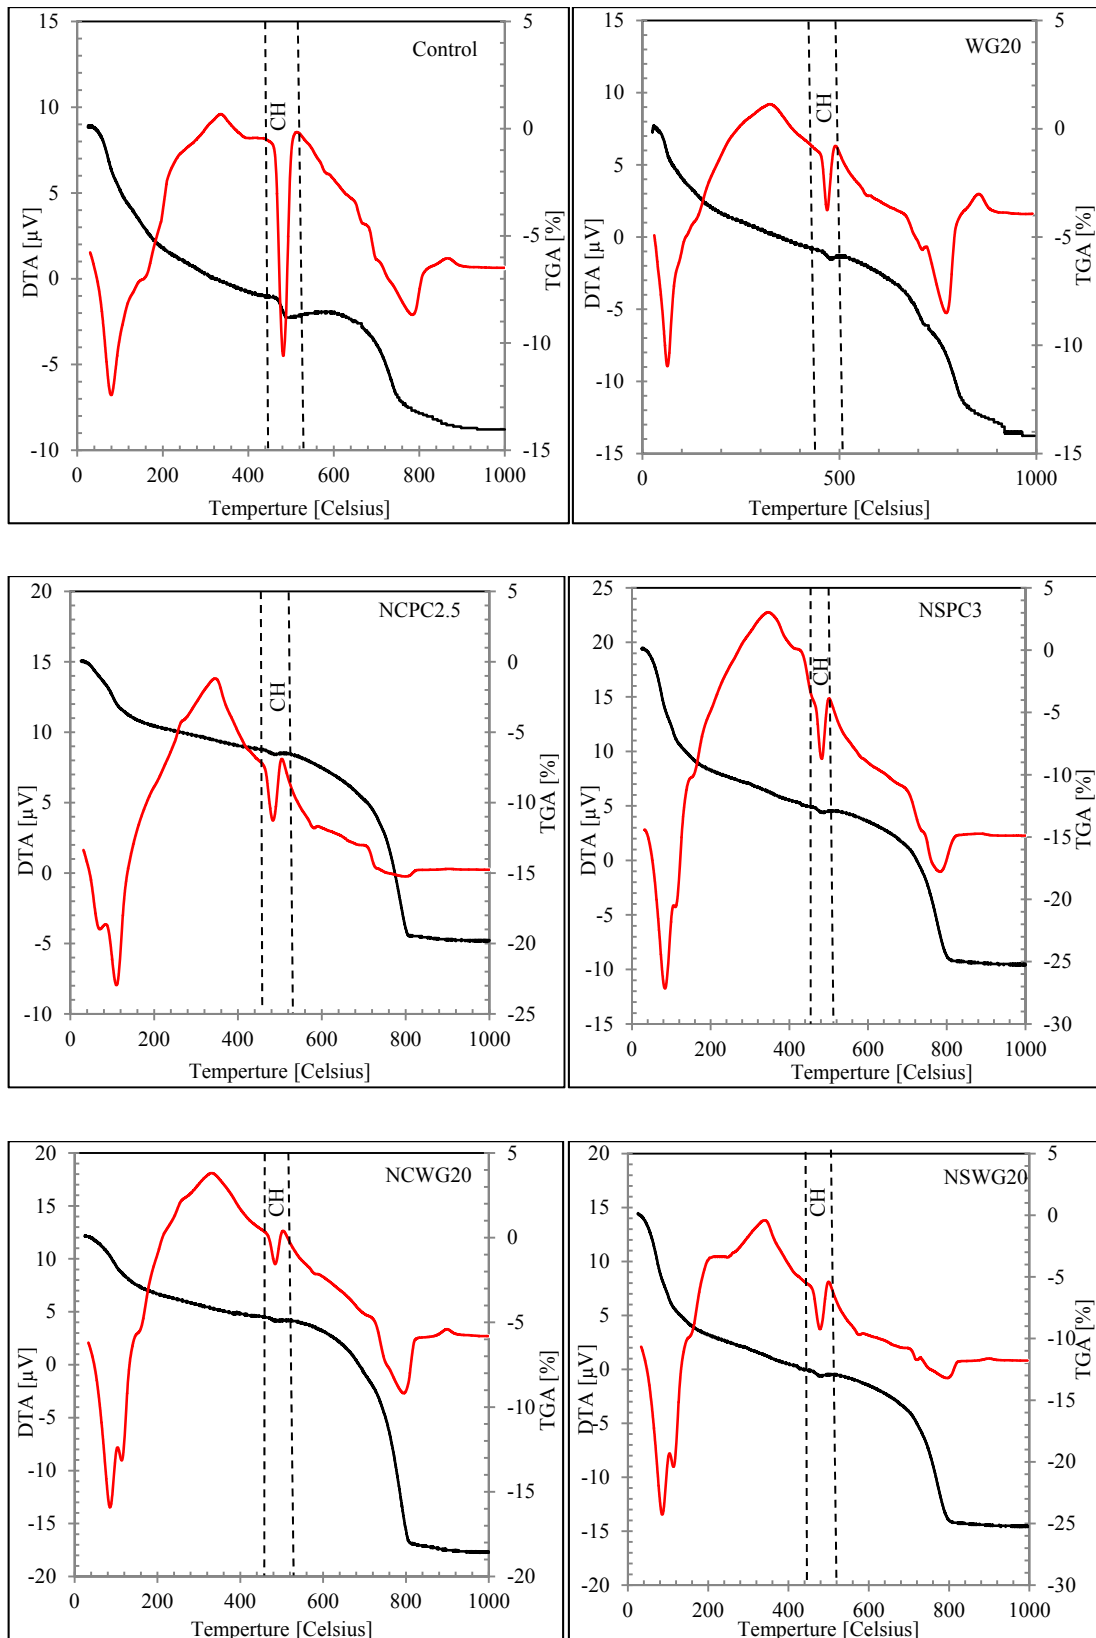 Control
CH
DTA [µV]
TGA [%]
15
10
5
0
-5
-10
5
0
-5
-10
-15
0 200 400 600 800 1000
Temperture [Celsius]
WG20
CH
DTA [µV]
TGA [%]
15
10
5
0
-5
-10
-15
5
0
-5
-10
-15
0 500 1000
Temperture [Celsius]
NCPC2.5
CH
DTA [µV]
TGA [%]
20
15
10
5
0
-5
-10
5
0
-5
-10
-15
-20
-25
0 200 400 600 800 1000
Temperture [Celsius]
NSPC3
CH
DTA [µV]
TGA [%]
25
20
15
10
5
0
-5
-10
-15
5
0
-5
-10
-15
-20
-25
-30
0 200 400 600 800 1000
Temperture [Celsius]
NCWG20
CH
DTA [µV]
TGA [%]
20
15
10
5
0
-5
-10
-15
-20
5
0
-5
-10
-15
-20
0 200 400 600 800 1000
Temperture [Celsius]
NSWG20
CH
DTA [µV]
TGA [%]
20
15
10
5
0
-5
-10
-15
-20
5
0
-5
-10
-15
-20
-25
-30
0 200 400 600 800 1000
Temperture [Celsius]